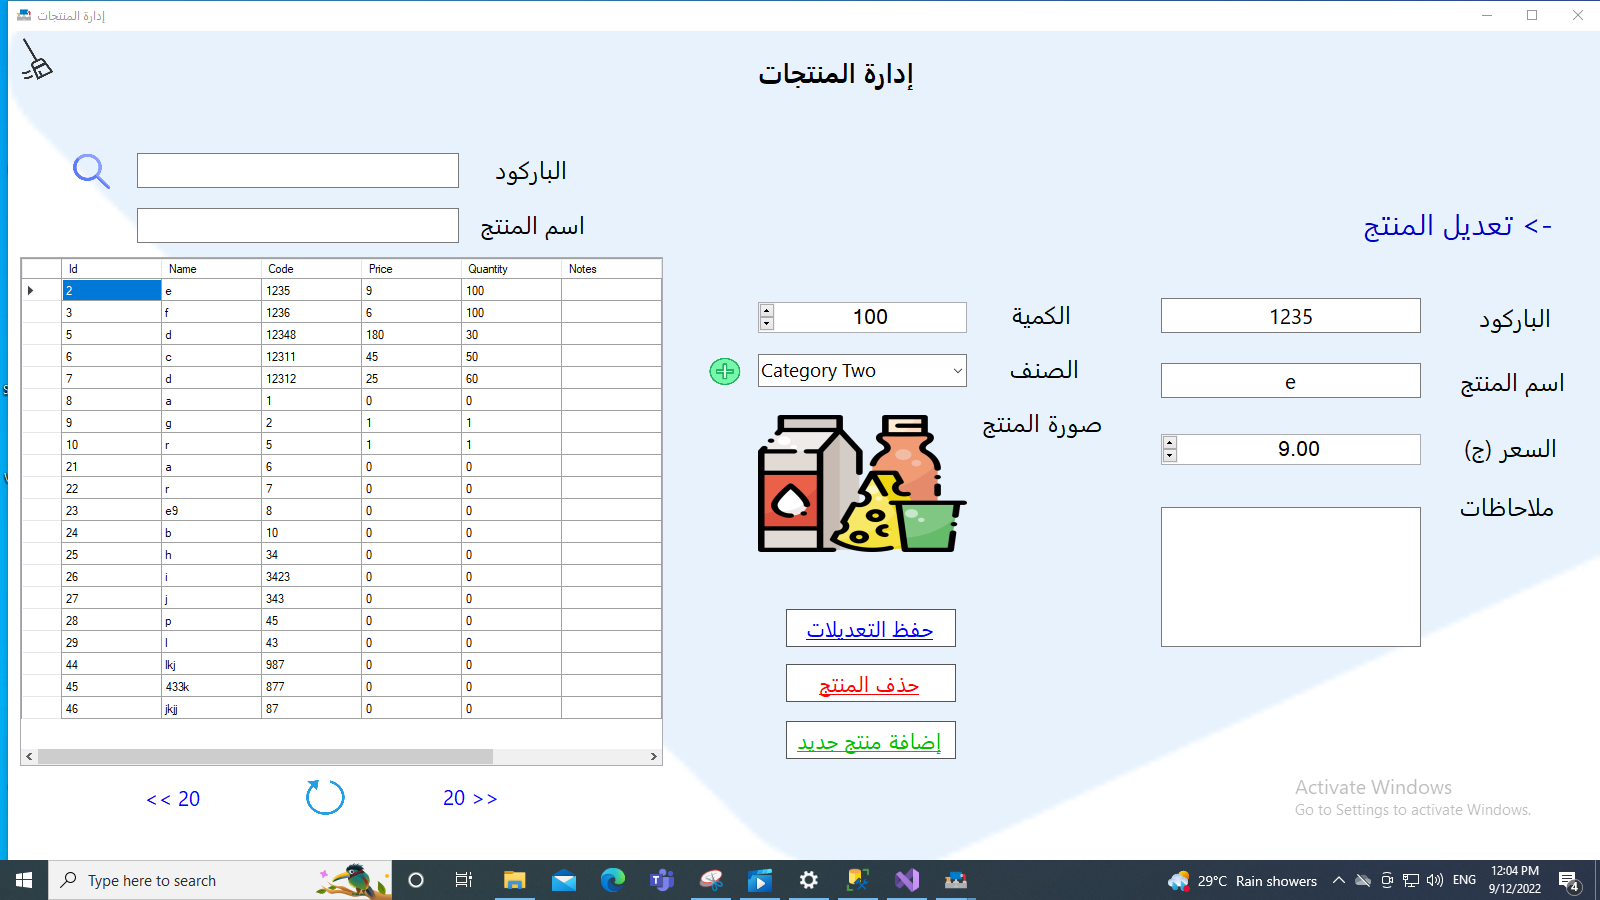 إدارة المنتجات
إدارة المنتجات
الباركود
اسم المنتج
Id Name Code Price Quantity Notes
2 e 1235 9 100
3 f 1236 6 100
5 d 12348 180 30
6 c 12311 45 50
7 d 12312 25 60
8 a 1 0 0
9 g 2 1 1
10 r 5 1 1
21 a 6 0 0
22 r 7 0 0
23 e9 8 0 0
24 b 10 0 0
25 h 34 0 0
26 i 3423 0 0
27 j 343 0 0
28 p 45 0 0
29 l 43 0 0
44 lkj 987 0 0
45 433k 877 0 0
46 jkjj 87 0 0
<< 20
20 >>
<- تعديل المنتج
الباركود
1235
اسم المنتج
e
السعر (ج)
9.00
ملاحاظات
الكمية
100
الصنف
Category Two
صورة المنتج
حفظ التعديلات
حذف المنتج
إضافة منتج جديد
Activate Windows
Go to Settings to activate Windows.
Type here to search
29°C Rain showers
ENG
12:04 PM
9/12/2022
4